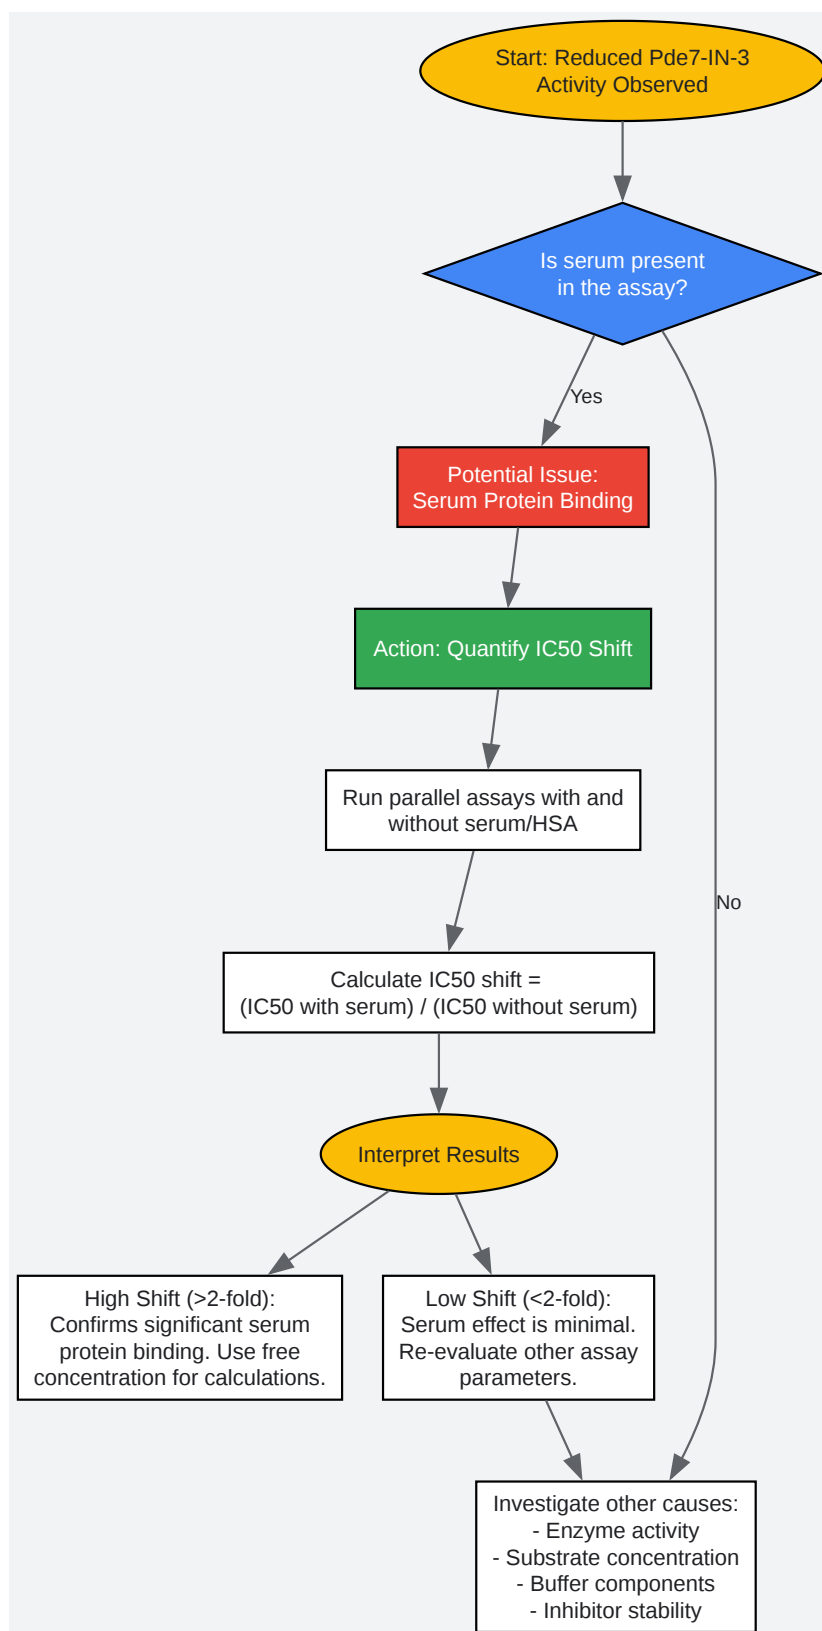 Start: Reduced Pde7-IN-3
Activity Observed
Is serum present
in the assay?
Yes
Potential Issue:
Serum Protein Binding
Action: Quantify IC50 Shift
Run parallel assays with and
without serum/HSA
No
Calculate IC50 shift =
(IC50 with serum) / (IC50 without serum)
Interpret Results
High Shift (>2-fold):
Confirms significant serum
protein binding. Use free
concentration for calculations.
Low Shift (<2-fold):
Serum effect is minimal.
Re-evaluate other assay
parameters.
Investigate other causes:
- Enzyme activity
- Substrate concentration
- Buffer components
- Inhibitor stability